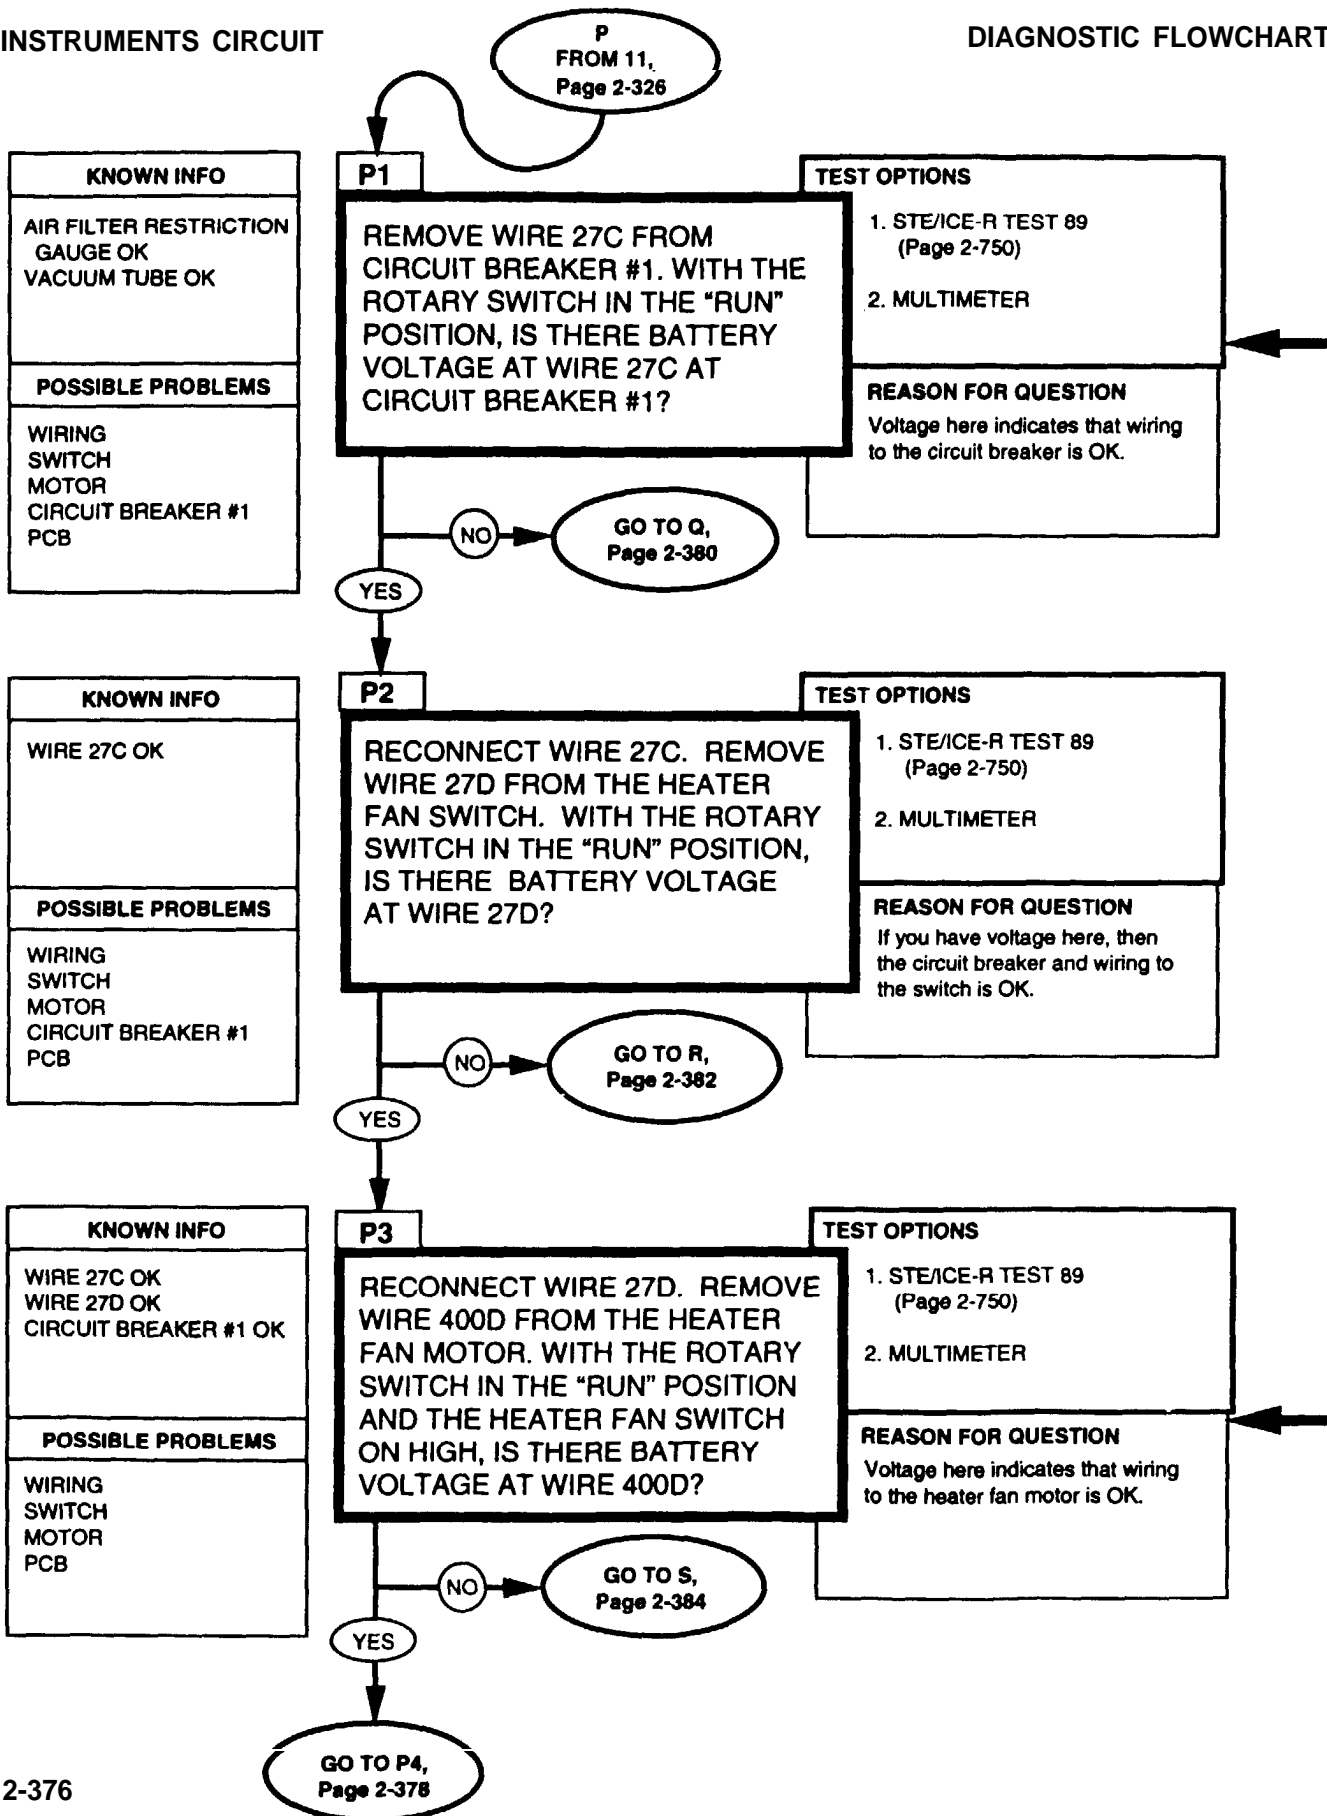 INSTRUMENTS CIRCUIT
DIAGNOSTIC FLOWCHART
P
FROM 11,
Page 2-326
KNOWN INFO
AIR FILTER RESTRICTION
GAUGE OK
VACUUM TUBE OK
POSSIBLE PROBLEMS
WIRING
SWITCH
MOTOR
CIRCUIT BREAKER #1
PCB
P1
REMOVE WIRE 27C FROM
CIRCUIT BREAKER #1. WITH THE
ROTARY SWITCH IN THE “RUN”
POSITION, IS THERE BATTERY
VOLTAGE AT WIRE 27C AT
CIRCUIT BREAKER #1?
TEST OPTIONS
1. STE/ICE-R TEST 89
(Page 2-750)
2. MULTIMETER
REASON FOR QUESTION
Voltage here indicates that wiring
to the circuit breaker is OK.
NO
GO TO Q,
Page 2-380
YES
KNOWN INFO
WIRE 27C OK
POSSIBLE PROBLEMS
WIRING
SWITCH
MOTOR
CIRCUIT BREAKER #1
PCB
P2
RECONNECT WIRE 27C. REMOVE
WIRE 27D FROM THE HEATER
FAN SWITCH. WITH THE ROTARY
SWITCH IN THE “RUN” POSITION,
IS THERE BATTERY VOLTAGE
AT WIRE 27D?
TEST OPTIONS
1. STE/ICE-R TEST 89
(Page 2-750)
2. MULTIMETER
REASON FOR QUESTION
If you have voltage here, then
the circuit breaker and wiring to
the switch is OK.
NO
GO TO R,
Page 2-382
YES
KNOWN INFO
WIRE 27C OK
WIRE 27D OK
CIRCUIT BREAKER #1 OK
POSSIBLE PROBLEMS
WIRING
SWITCH
MOTOR
PCB
P3
RECONNECT WIRE 27D. REMOVE
WIRE 400D FROM THE HEATER
FAN MOTOR. WITH THE ROTARY
SWITCH IN THE “RUN” POSITION
AND THE HEATER FAN SWITCH
ON HIGH, IS THERE BATTERY
VOLTAGE AT WIRE 400D?
TEST OPTIONS
1. STE/ICE-R TEST 89
(Page 2-750)
2. MULTIMETER
REASON FOR QUESTION
Voltage here indicates that wiring
to the heater fan motor is OK.
NO
GO TO S,
Page 2-384
YES
GO TO P4,
Page 2-378
2-376